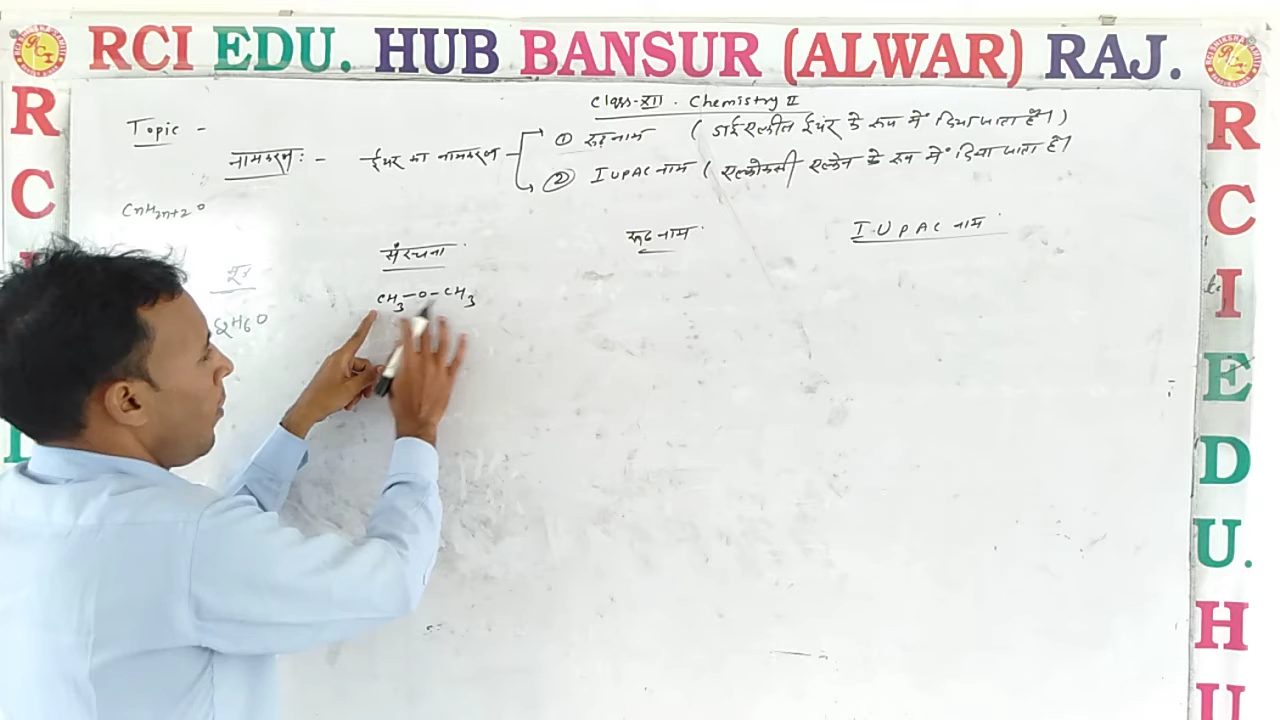 RCI EDU. HUB BANSUR (ALWAR) RAJ.
Class-XII. Chemistry II
Topic -
नामकरण: - ईथर का नामकरण
① रूढ़ नाम ( डाईएल्कील ईथर के रूप में दिया जाता है। )
② IUPAC नाम ( एल्कोक्सी एल्केन के रूप में दिया जाता है।
CnH2n+2O
सूत्र
C2H6O
संरचना
CH3-O-CH3
रूढ नाम
I.U.P.A.C नाम
R
C
I
R
C
I
E
D
U.
H
U